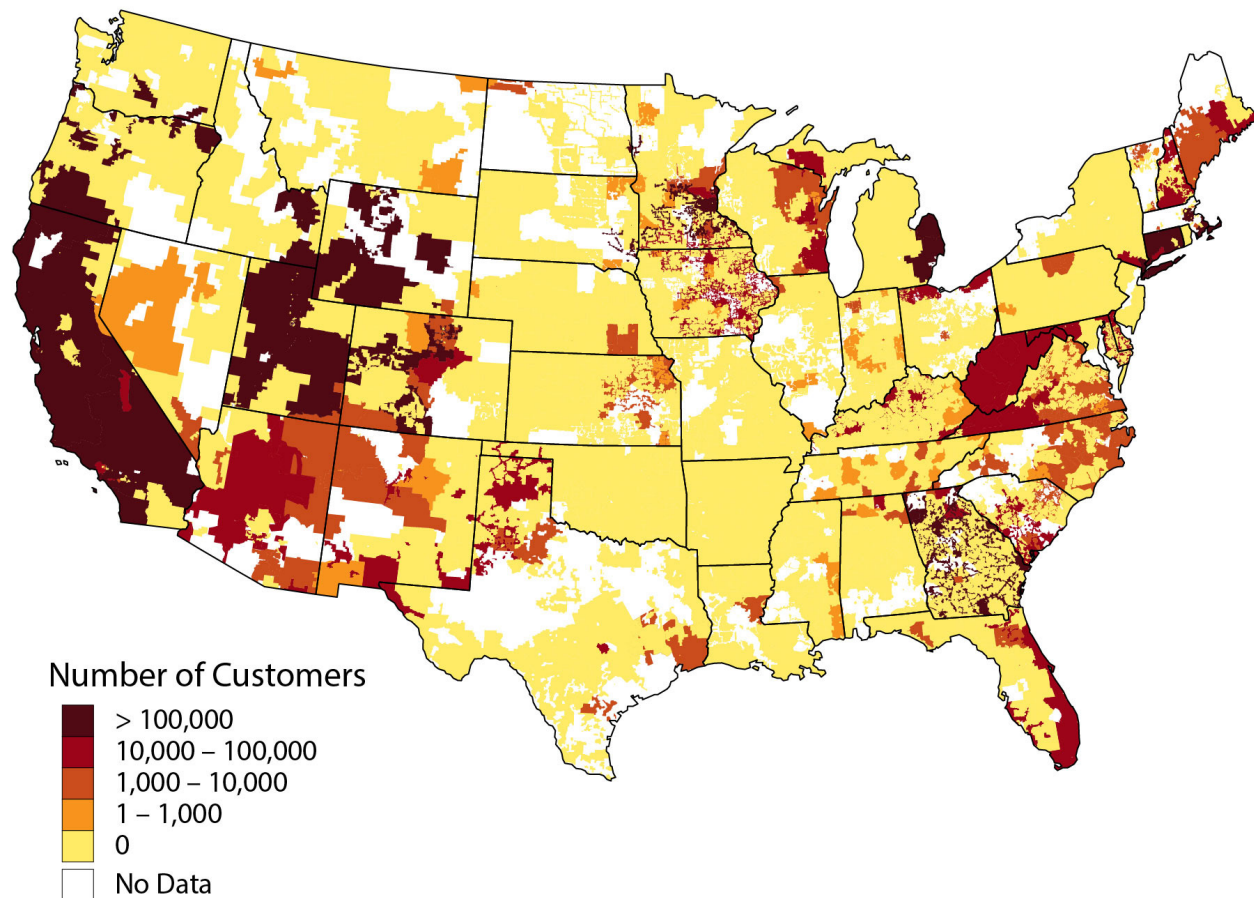 Number of Customers
> 100,000
10,000 – 100,000
1,000 – 10,000
1 – 1,000
0
No Data